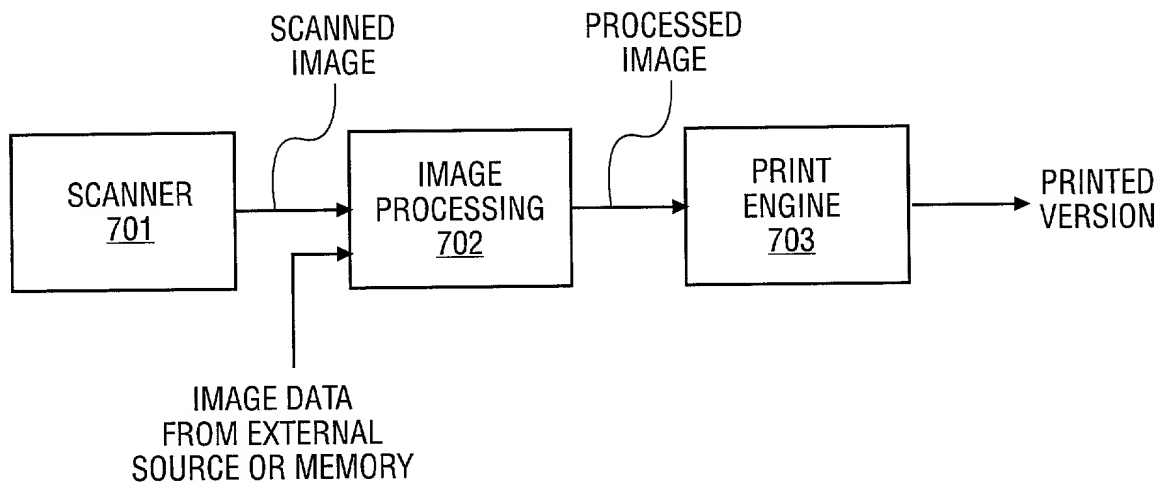 SCANNED
IMAGE
PROCESSED
IMAGE
SCANNER
701
IMAGE
PROCESSING
702
PRINT
ENGINE
703
PRINTED
VERSION
IMAGE DATA
FROM EXTERNAL
SOURCE OR MEMORY